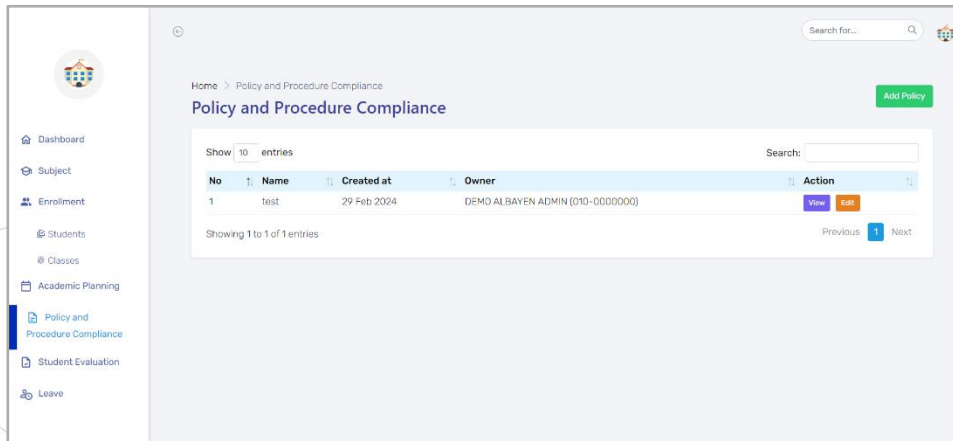 Search for...
Home > Policy and Procedure Compliance
Policy and Procedure Compliance
Add Policy
Dashboard
Subject
Enrollment
Students
Classes
Academic Planning
Policy and
Procedure Compliance
Student Evaluation
Leave
Show 10 entries
Search:
No Name Created at Owner Action
1 test 29 Feb 2024 DEMO ALBAYEN ADMIN (010-0000000) View Edit
Showing 1 to 1 of 1 entries
Previous 1 Next